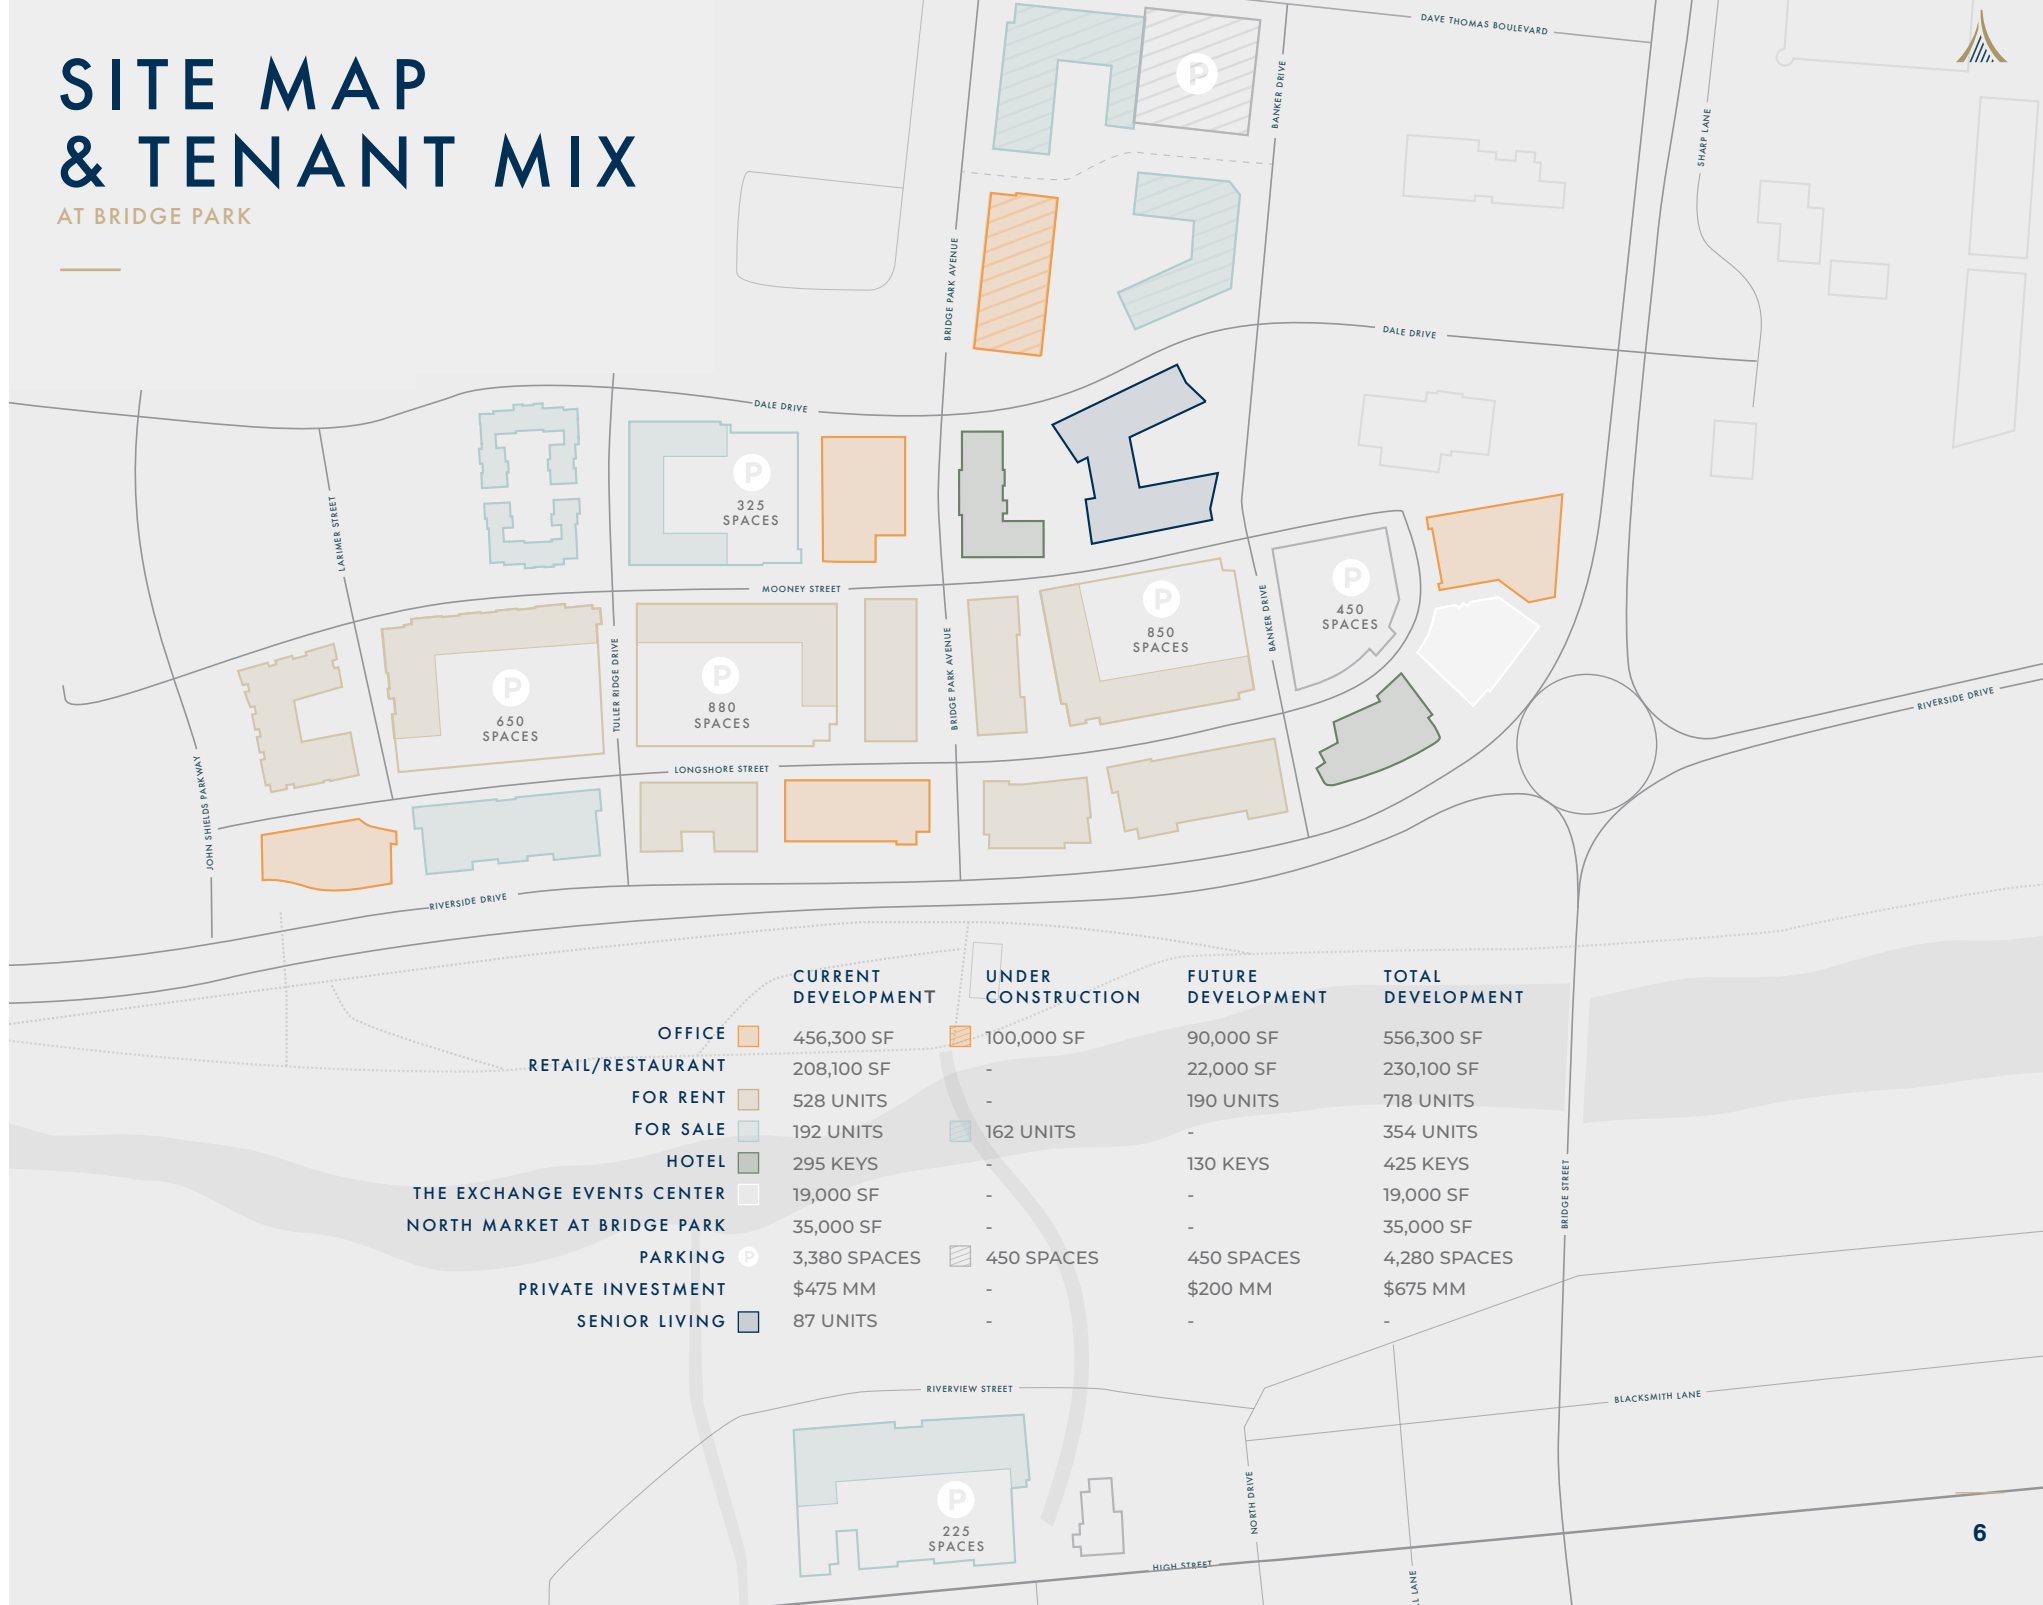 SITE MAP
& TENANT MIX
AT BRIDGE PARK
DAVE THOMAS BOULEVARD
P
BANKER DRIVE
SHARP LANE
BRIDGE PARK AVENUE
DALE DRIVE
DALE DRIVE
LARIMER STREET
P
325
SPACES
MOONEY STREET
P
450
SPACES
P
850
SPACES
BANKER DRIVE
P
650
SPACES
TULLER RIDGE DRIVE
P
880
SPACES
BRIDGE PARK AVENUE
RIVERSIDE DRIVE
JOHN SHIELDS PARKWAY
LONGSHORE STREET
RIVERSIDE DRIVE
CURRENT DEVELOPMENT UNDER CONSTRUCTION FUTURE DEVELOPMENT TOTAL DEVELOPMENT
OFFICE 456,300 SF 100,000 SF 90,000 SF 556,300 SF
RETAIL/RESTAURANT 208,100 SF - 22,000 SF 230,100 SF
FOR RENT 528 UNITS - 190 UNITS 718 UNITS
FOR SALE 192 UNITS 162 UNITS - 354 UNITS
HOTEL 295 KEYS - 130 KEYS 425 KEYS
THE EXCHANGE EVENTS CENTER 19,000 SF - - 19,000 SF
NORTH MARKET AT BRIDGE PARK 35,000 SF - - 35,000 SF
PARKING P 3,380 SPACES 450 SPACES 450 SPACES 4,280 SPACES
PRIVATE INVESTMENT $475 MM - $200 MM $675 MM
SENIOR LIVING 87 UNITS - - -
BRIDGE STREET
RIVERVIEW STREET
BLACKSMITH LANE
P
225
SPACES
NORTH DRIVE
HIGH STREET
LANE
6